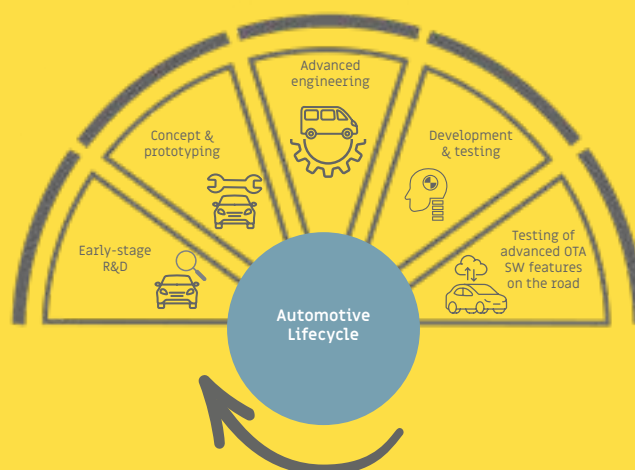 Advanced
engineering
Concept &
prototyping
Development
& testing
Early-stage
R&D
Testing of
advanced OTA
SW features
on the road
Automotive
Lifecycle